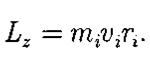 L_z = m_i v_i r_i.